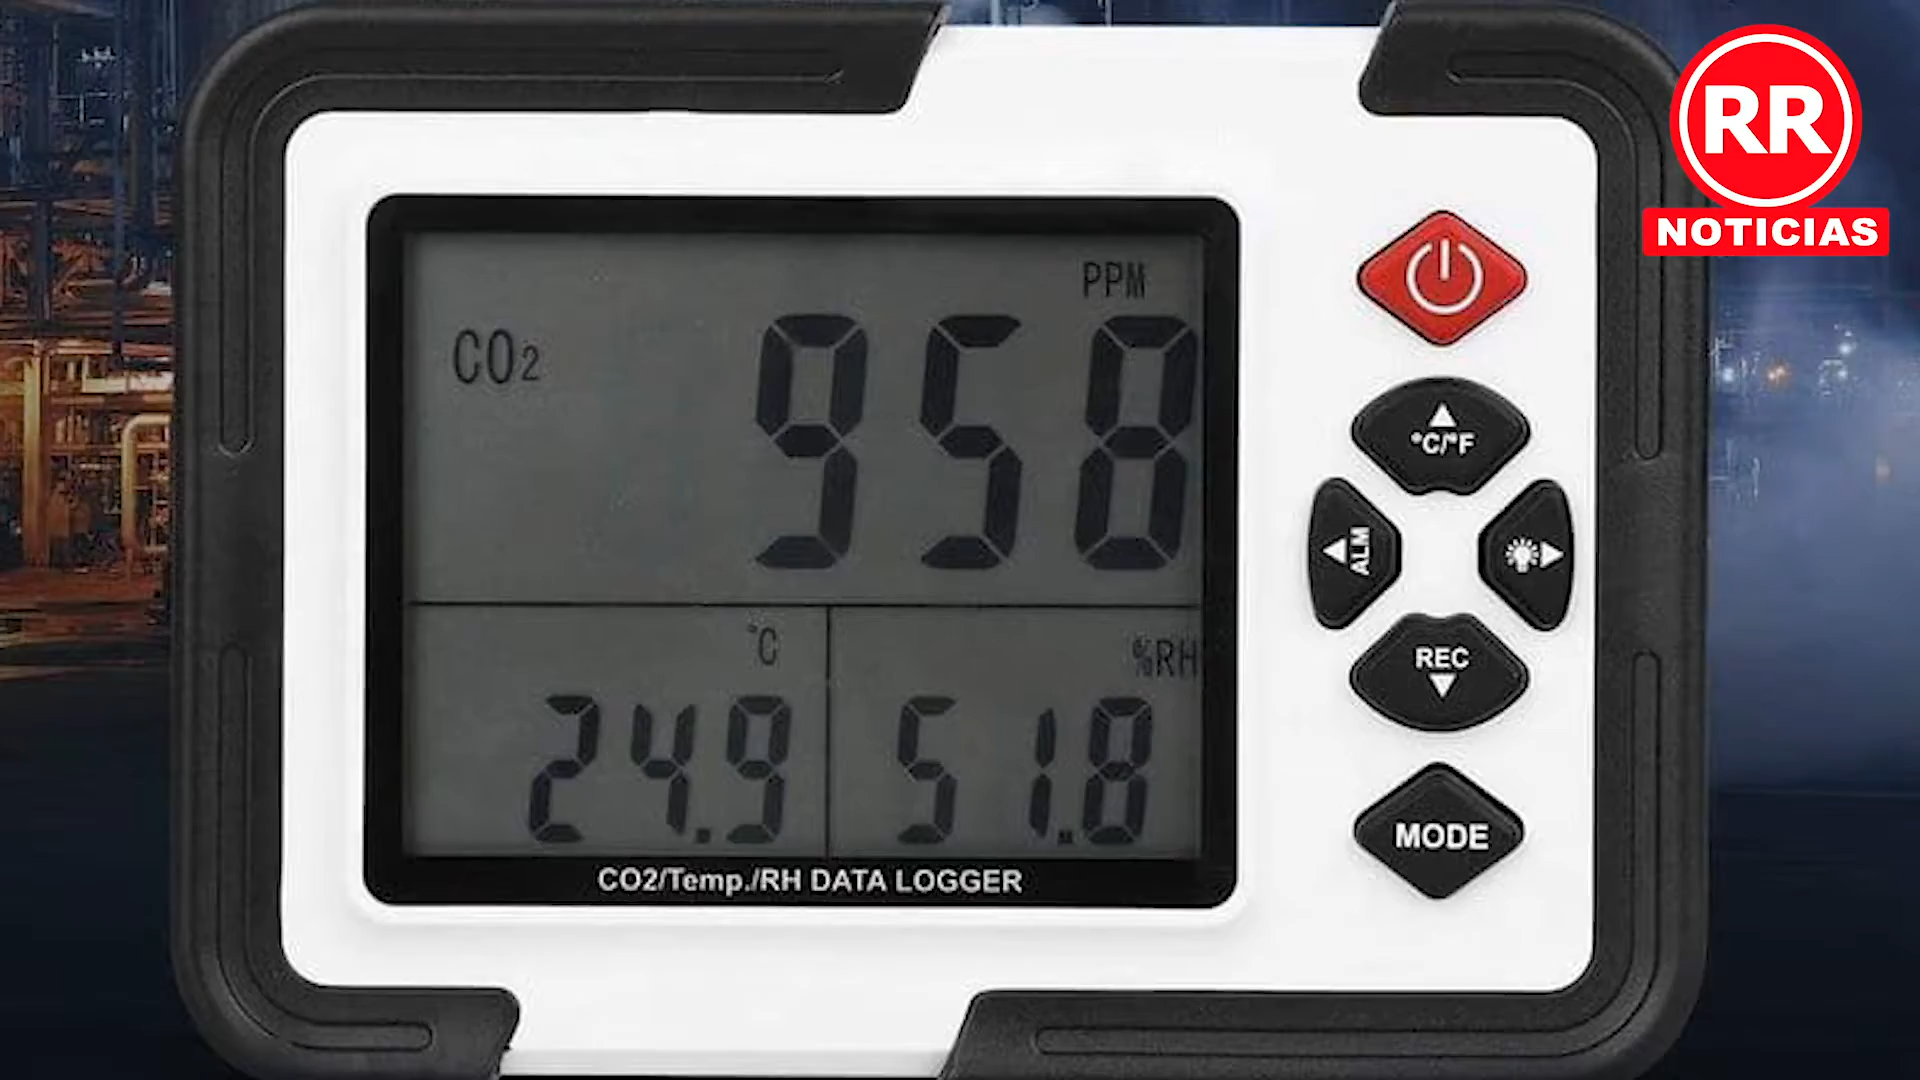 RR
NOTICIAS
PPM
CO2
958
°C
%RH
24.9
51.8
CO2/Temp./RH DATA LOGGER
°C/°F
ALM
REC
MODE